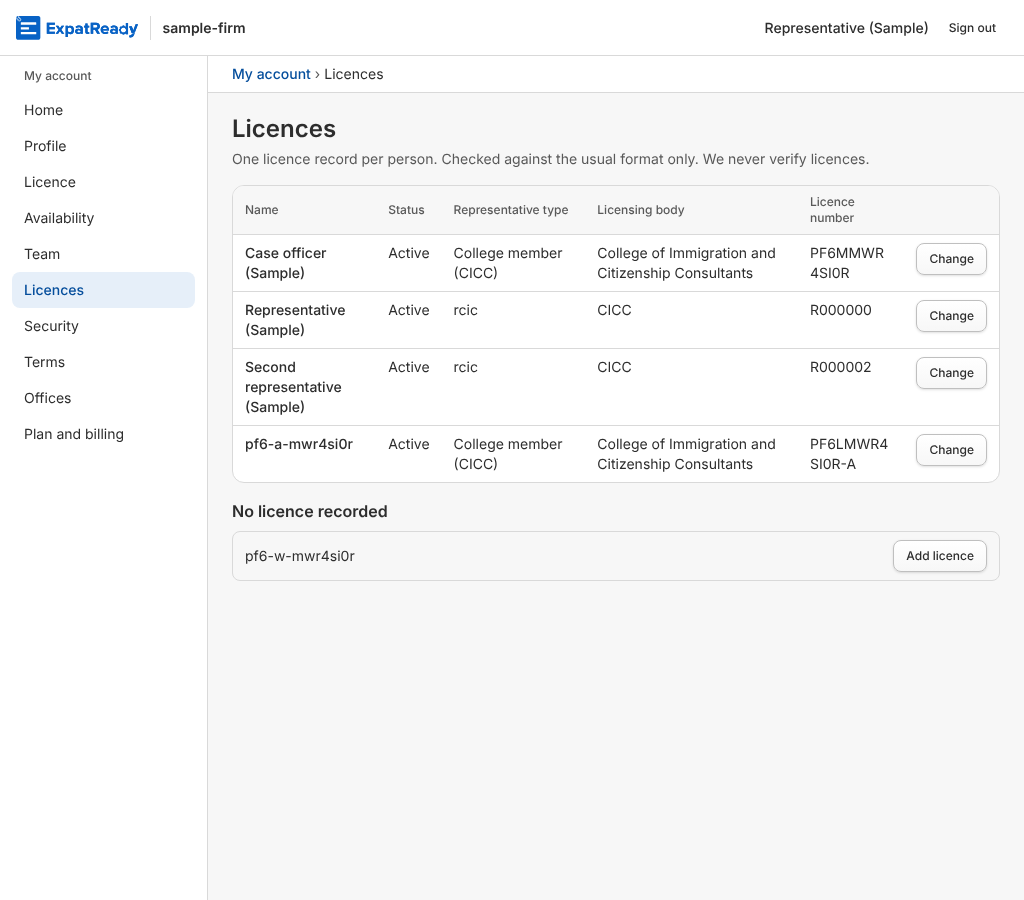 ExpatReady
sample-firm
Representative (Sample)
Sign out
My account
Home
Profile
Licence
Availability
Team
Licences
Security
Terms
Offices
Plan and billing
My account › Licences
Licences
One licence record per person. Checked against the usual format only. We never verify licences.
Name
Status
Representative type
Licensing body
Licence
number
Case officer
(Sample)
Active
College member
(CICC)
College of Immigration and
Citizenship Consultants
PF6MMWR
4SI0R
Change
Representative
(Sample)
Active
rcic
CICC
R000000
Change
Second
representative
(Sample)
Active
rcic
CICC
R000002
Change
pf6-a-mwr4si0r
Active
College member
(CICC)
College of Immigration and
Citizenship Consultants
PF6LMWR4
SI0R-A
Change
No licence recorded
pf6-w-mwr4si0r
Add licence